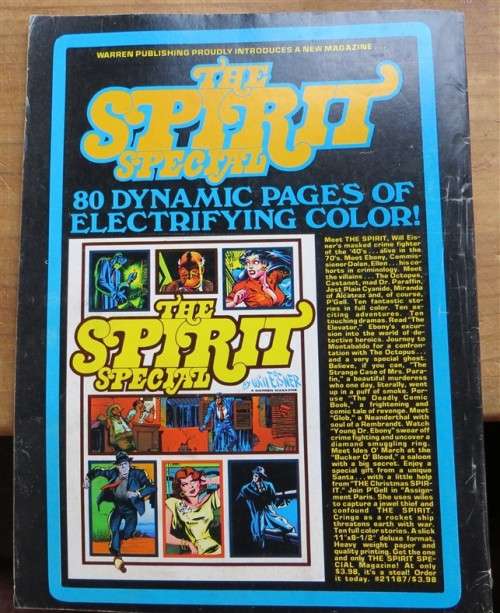 WARREN PUBLISHING PROUDLY INTRODUCES A NEW MAGAZINE...
THE
SPIRIT
SPECIAL
80 DYNAMIC PAGES OF
ELECTRIFYING COLOR!
THE
SPIRIT
SPECIAL
BY WILL EISNER
A WARREN MAGAZINE
Meet THE SPIRIT, Will Eis-
ner's masked crime fighter
of the '40's...alive in the
70's. Meet Ebony, Commis-
sioner Dolan, Ellen...his co-
horts in criminology. Meet
the villains...The Octopus,
Castanet, mad Dr. Paraffin,
Jest Plain Cyanide, Miranda
of Alcatraz and, of course,
P'Gell. Ten fantastic stor-
ies in full color. Ten ex-
citing adventures. Ten
touching dramas. Read "The
Elevator," Ebony's excur-
sion into the world of de-
tective heroics. Journey to
Montabaldo for a confron-
tation with The Octopus...
and a very special ghost.
Believe, if you can, "The
Strange Case of Mrs. Paraf-
fin," a beautiful murderess
who one day, literally, went
up in a puff of smoke. Per-
use "The Deadly Comic
Book," a frightening and
comic tale of revenge. Meet
"Glob," a Neanderthal with
soul of a Rembrandt. Watch
"Young Dr. Ebony" swear off
crime fighting and uncover a
diamond smuggling ring.
Meet Ides O' March at the
"Bucker O' Blood," a saloon
with a big secret. Enjoy a
special gift from a unique
Santa...with a little help
from "THE Christmas SPIR-
IT." Join P'Gell in "Assign-
ment Paris. She uses wiles
to capture a jewel thief and
confound THE SPIRIT.
Cringe as a rocket ship
threatens earth with war.
Ten full color stories. A slick
11"x8-1/2" deluxe format,
Heavy weight paper and
quality printing. Get the one
and only THE SPIRIT SPE-
CIAL Magazine! At only
$3.98, it's a steal! Order
it today. #21187/$3.98